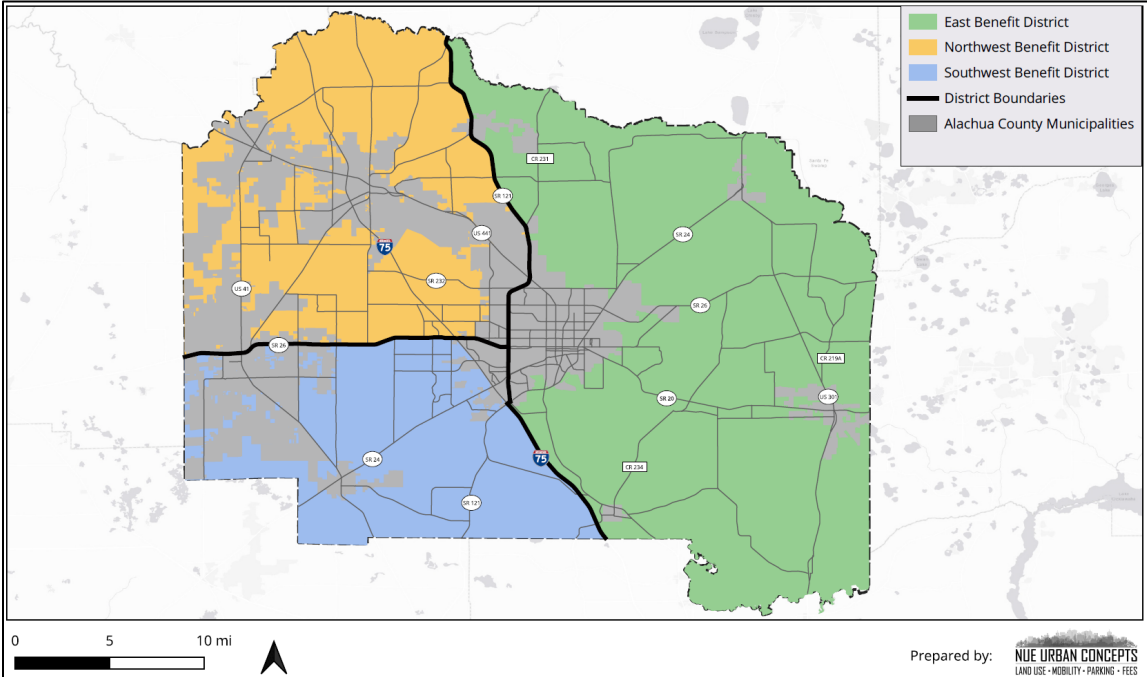 East Benefit District
Northwest Benefit District
Southwest Benefit District
District Boundaries
Alachua County Municipalities
CR 231
SR 121
US 441
SR 24
75
SR 232
US 41
SR 26
SR 26
CR 219A
SR 20
US 301
SR 24
75
CR 234
SR 121
0 5 10 mi
Prepared by:
NUE URBAN CONCEPTS
LAND USE • MOBILITY • PARKING • FEES